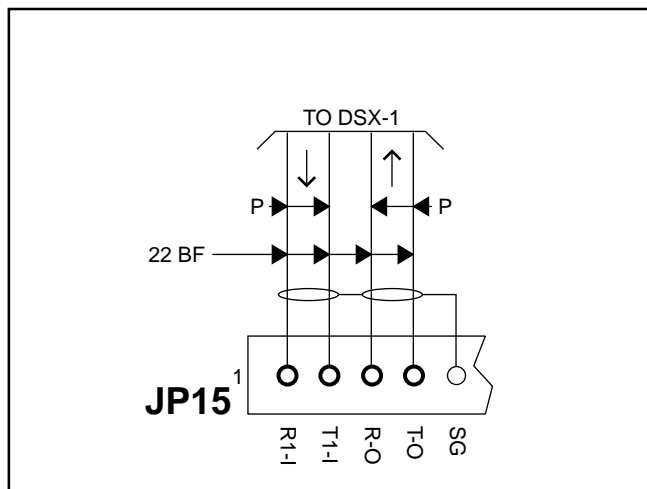 TO DSX-1
P P
22 BF
1
JP15
R1-I T1-I R-O T-O SG